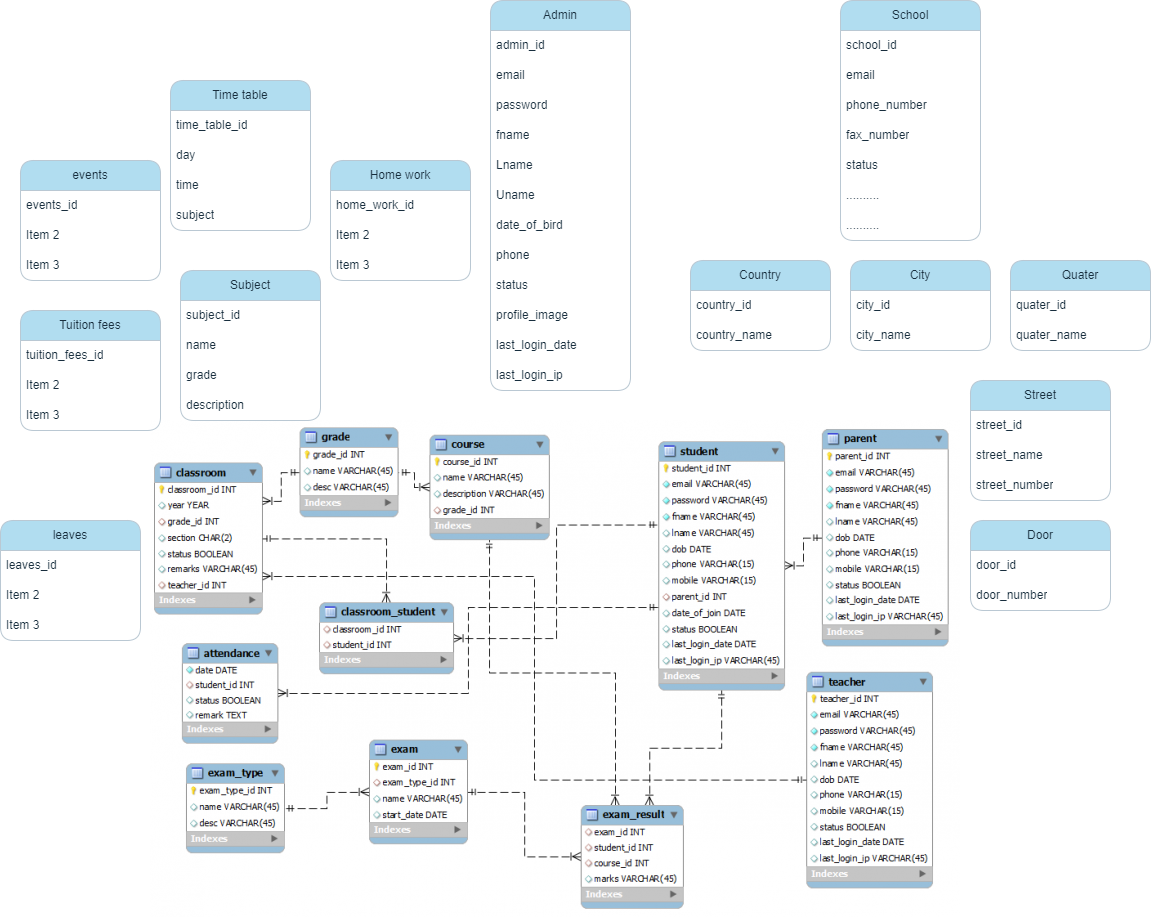 Admin
admin_id
email
password
fname
Lname
Uname
date_of_bird
phone
status
profile_image
last_login_date
last_login_ip
School
school_id
email
phone_number
fax_number
status
..........
..........
Time table
time_table_id
day
time
subject
events
events_id
Item 2
Item 3
Home work
home_work_id
Item 2
Item 3
Subject
subject_id
name
grade
description
Tuition fees
tuition_fees_id
Item 2
Item 3
Country
country_id
country_name
City
city_id
city_name
Quater
quater_id
quater_name
Street
street_id
street_name
street_number
Door
door_id
door_number
leaves
leaves_id
Item 2
Item 3
grade
grade_id INT
name VARCHAR(45)
desc VARCHAR(45)
Indexes
course
course_id INT
name VARCHAR(45)
description VARCHAR(45)
grade_id INT
Indexes
classroom
classroom_id INT
year YEAR
grade_id INT
section CHAR(2)
status BOOLEAN
remarks VARCHAR(45)
teacher_id INT
Indexes
student
student_id INT
email VARCHAR(45)
password VARCHAR(45)
fname VARCHAR(45)
lname VARCHAR(45)
dob DATE
phone VARCHAR(15)
mobile VARCHAR(15)
parent_id INT
date_of_join DATE
status BOOLEAN
last_login_date DATE
last_login_ip VARCHAR(45)
Indexes
parent
parent_id INT
email VARCHAR(45)
password VARCHAR(45)
fname VARCHAR(45)
lname VARCHAR(45)
dob DATE
phone VARCHAR(15)
mobile VARCHAR(15)
status BOOLEAN
last_login_date DATE
last_login_ip VARCHAR(45)
Indexes
classroom_student
classroom_id INT
student_id INT
Indexes
attendance
date DATE
student_id INT
status BOOLEAN
remark TEXT
Indexes
teacher
teacher_id INT
email VARCHAR(45)
password VARCHAR(45)
fname VARCHAR(45)
lname VARCHAR(45)
dob DATE
phone VARCHAR(15)
mobile VARCHAR(15)
status BOOLEAN
last_login_date DATE
last_login_ip VARCHAR(45)
Indexes
exam_type
exam_type_id INT
name VARCHAR(45)
desc VARCHAR(45)
Indexes
exam
exam_id INT
exam_type_id INT
name VARCHAR(45)
start_date DATE
Indexes
exam_result
exam_id INT
student_id INT
course_id INT
marks VARCHAR(45)
Indexes